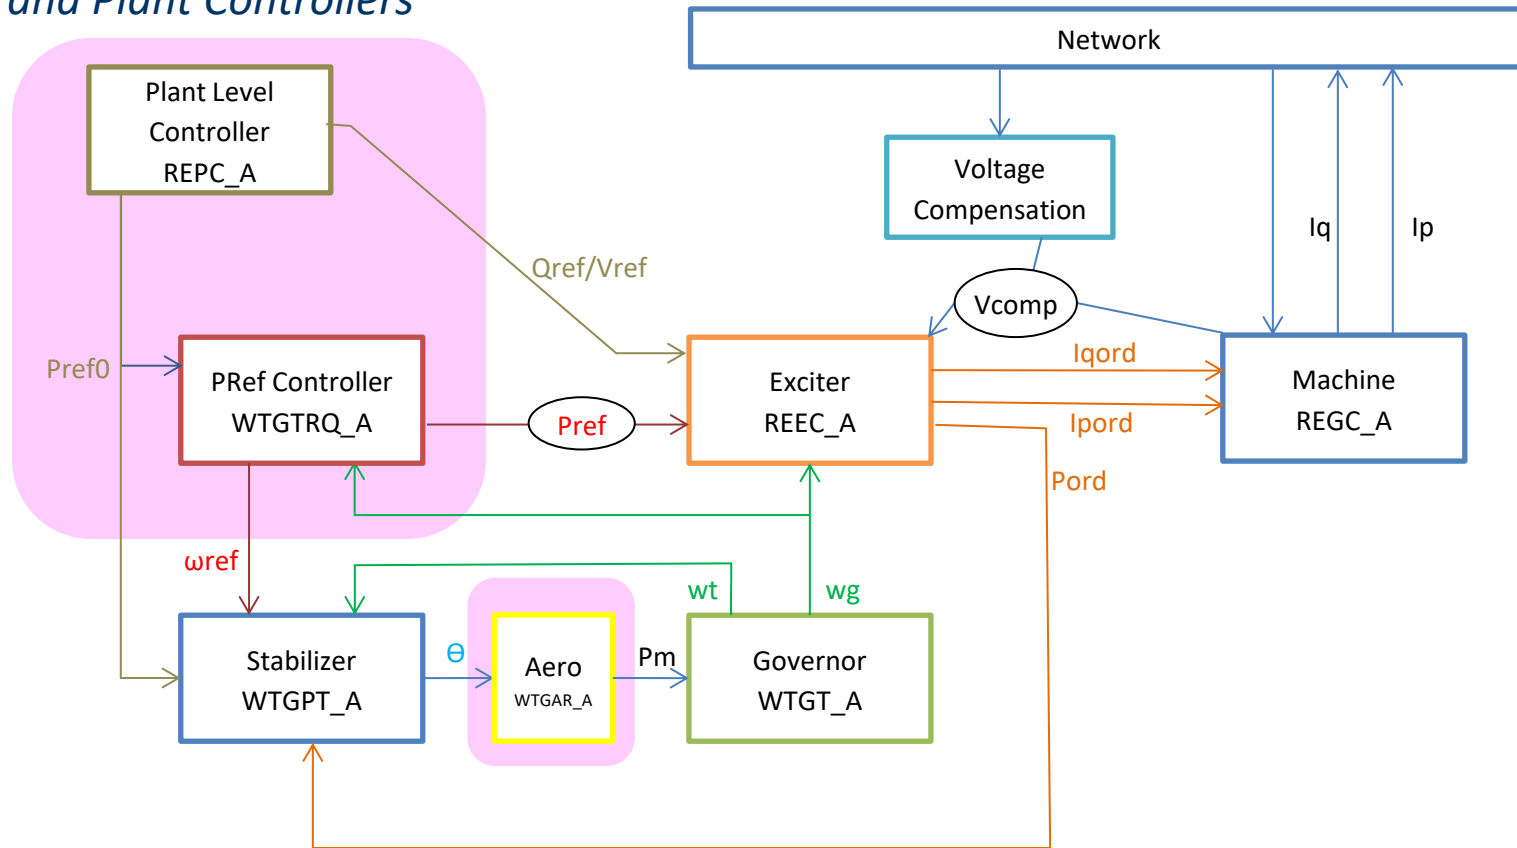 and Plant Controllers
Network
Plant Level
Controller
REPC_A
Voltage
Compensation
Iq
Ip
Qref/Vref
Vcomp
Pref0
PRef Controller
WTGTRQ_A
Pref
Exciter
REEC_A
Iqord
Ipord
Machine
REGC_A
Pord
ωref
wt
wg
Stabilizer
WTGPT_A
Ɵ
Aero
WTGAR_A
Pm
Governor
WTGT_A